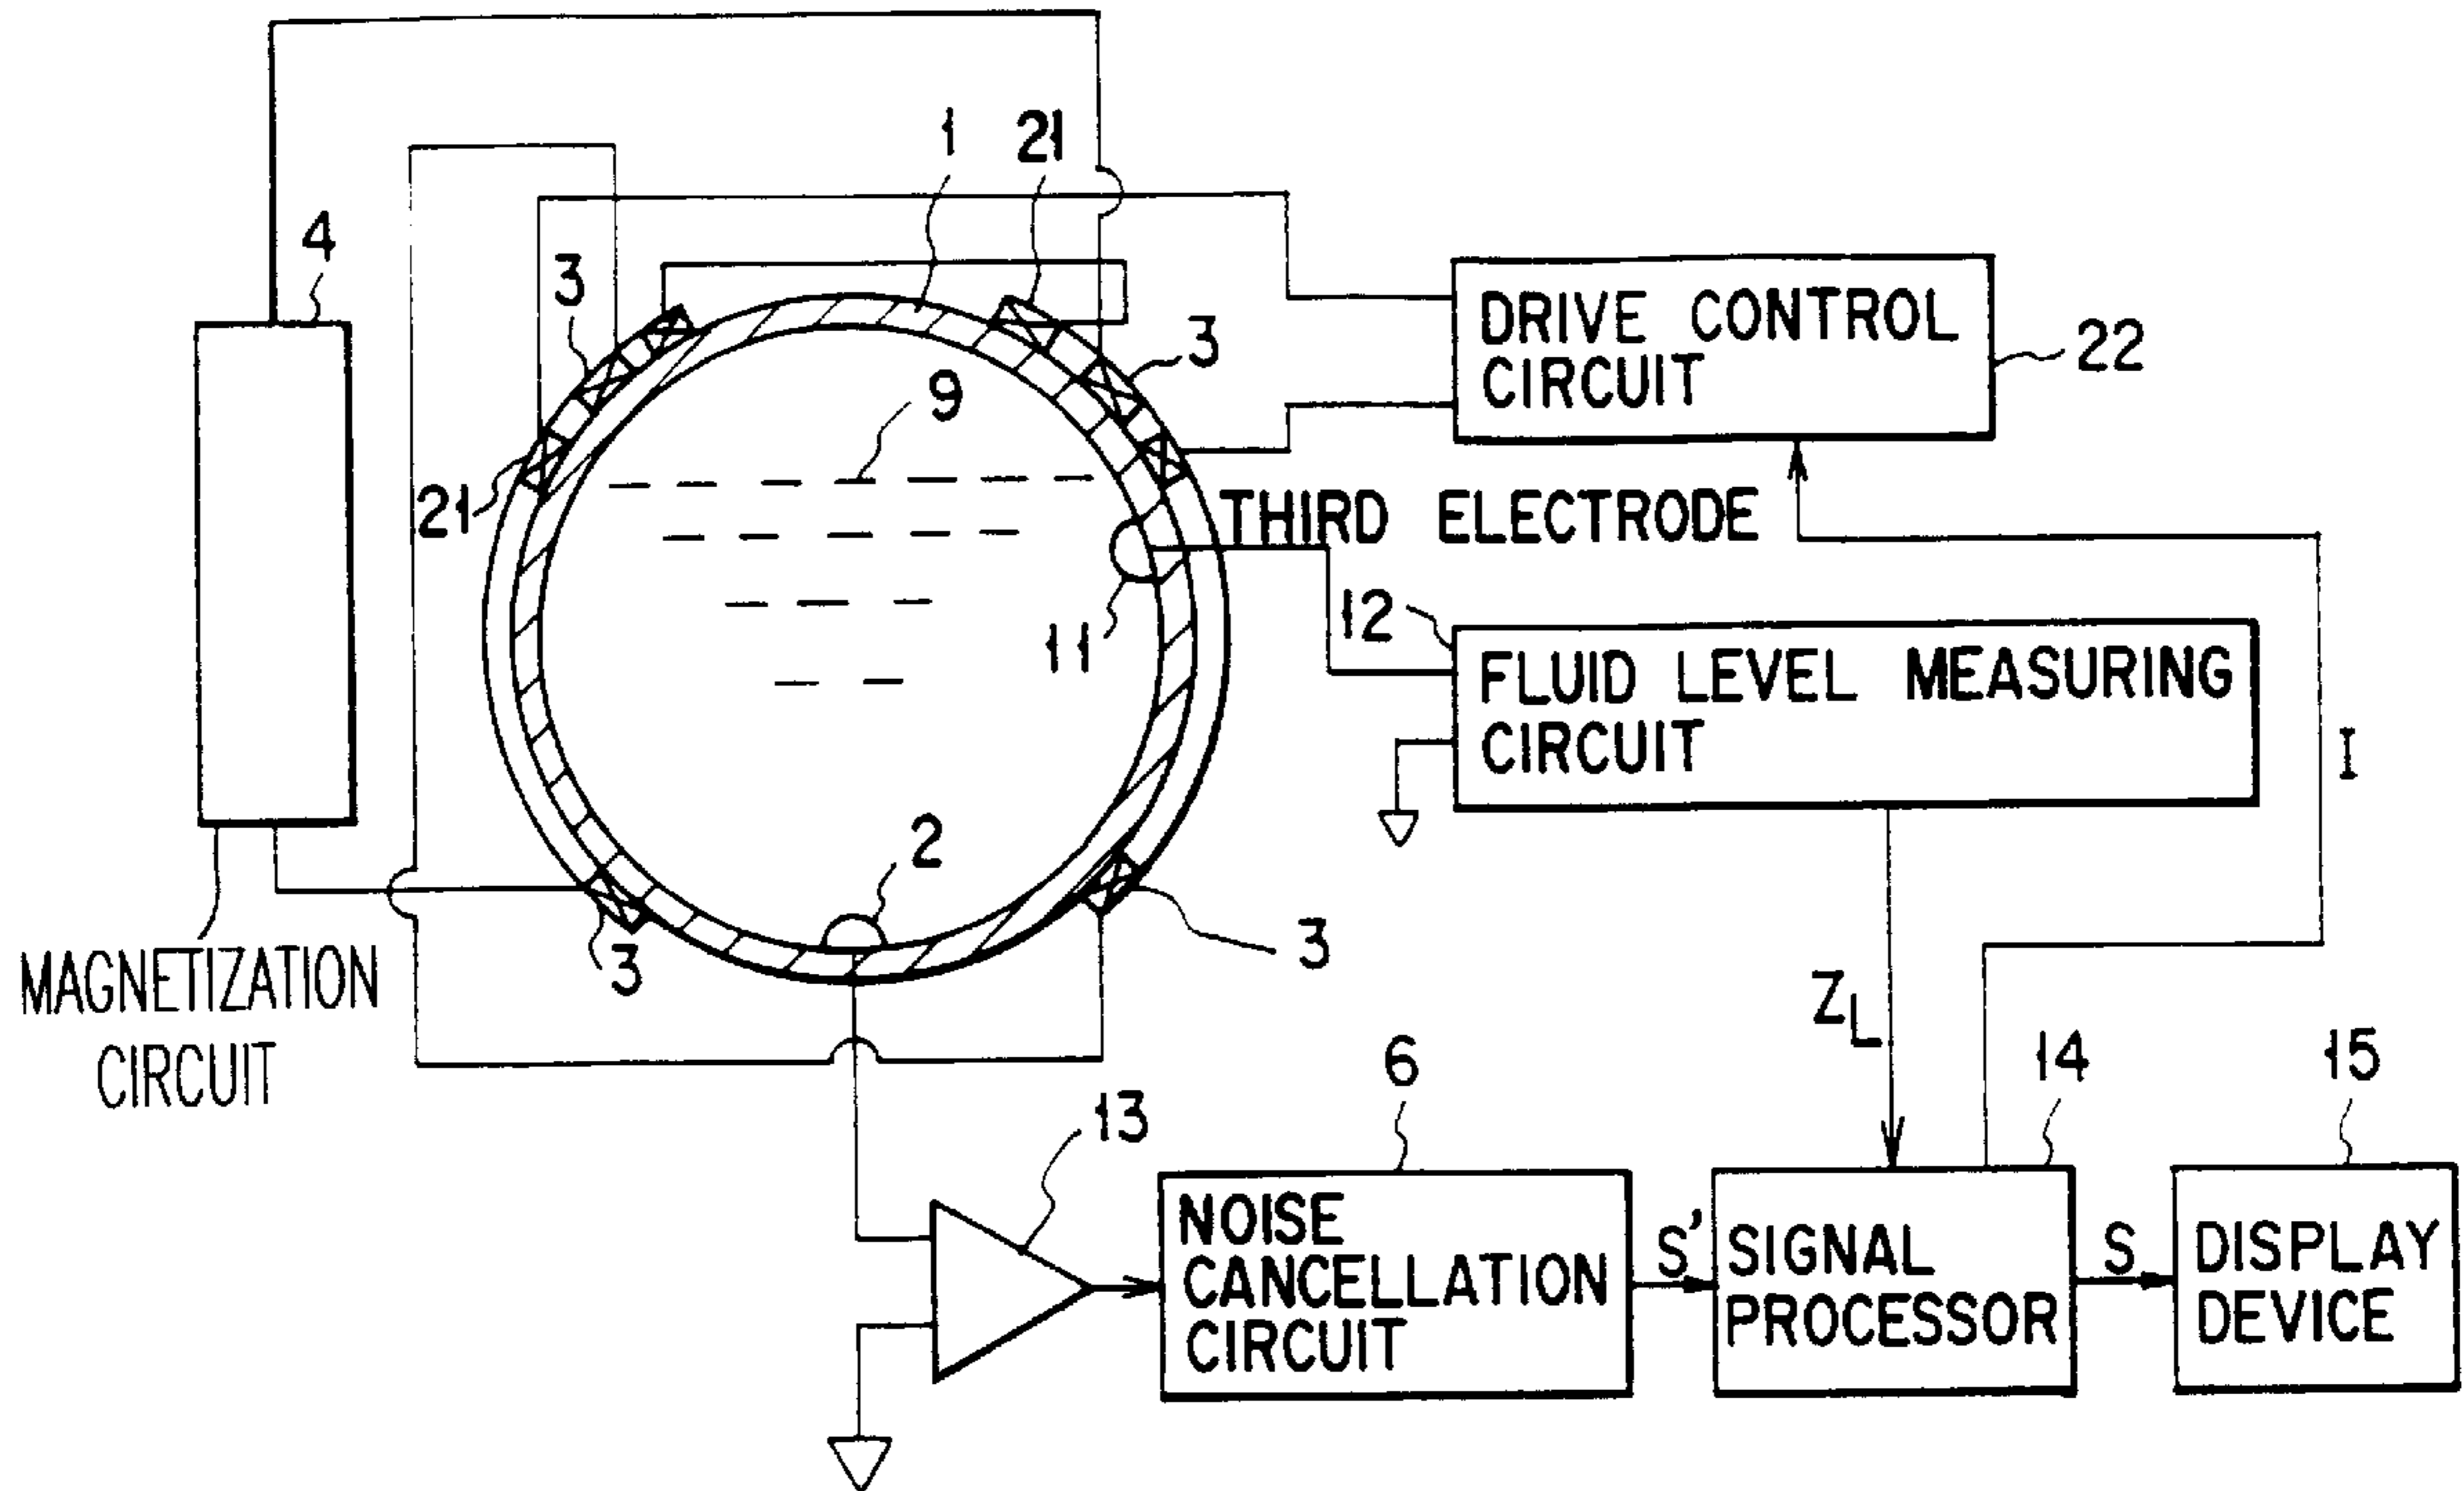 1
21
4
3
3
DRIVE CONTROL
CIRCUIT
22
9
21
THIRD ELECTRODE
11
12
FLUID LEVEL MEASURING
CIRCUIT
I
2
3
3
MAGNETIZATION
CIRCUIT
ZL
13
6
14
15
NOISE
CANCELLATION
CIRCUIT
S'
SIGNAL
PROCESSOR
S
DISPLAY
DEVICE